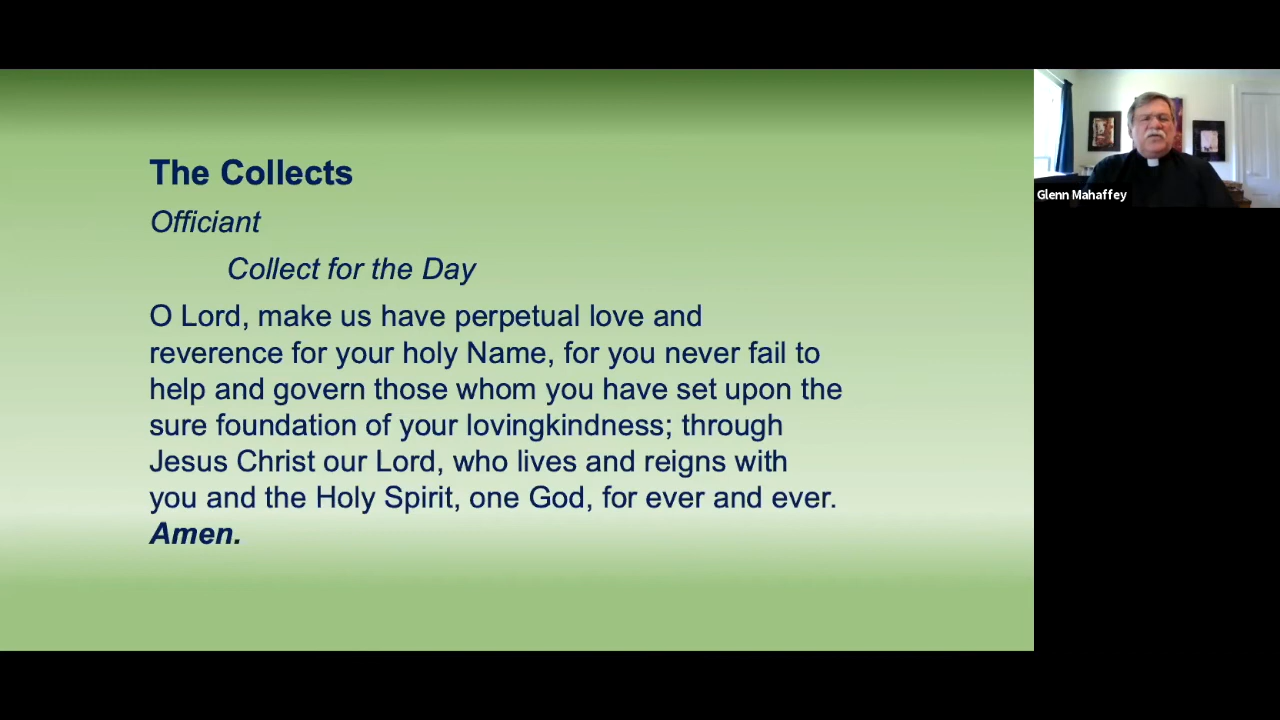 The Collects
Officiant
Collect for the Day
O Lord, make us have perpetual love and
reverence for your holy Name, for you never fail to
help and govern those whom you have set upon the
sure foundation of your lovingkindness; through
Jesus Christ our Lord, who lives and reigns with
you and the Holy Spirit, one God, for ever and ever.
Amen.
Glenn Mahaffey